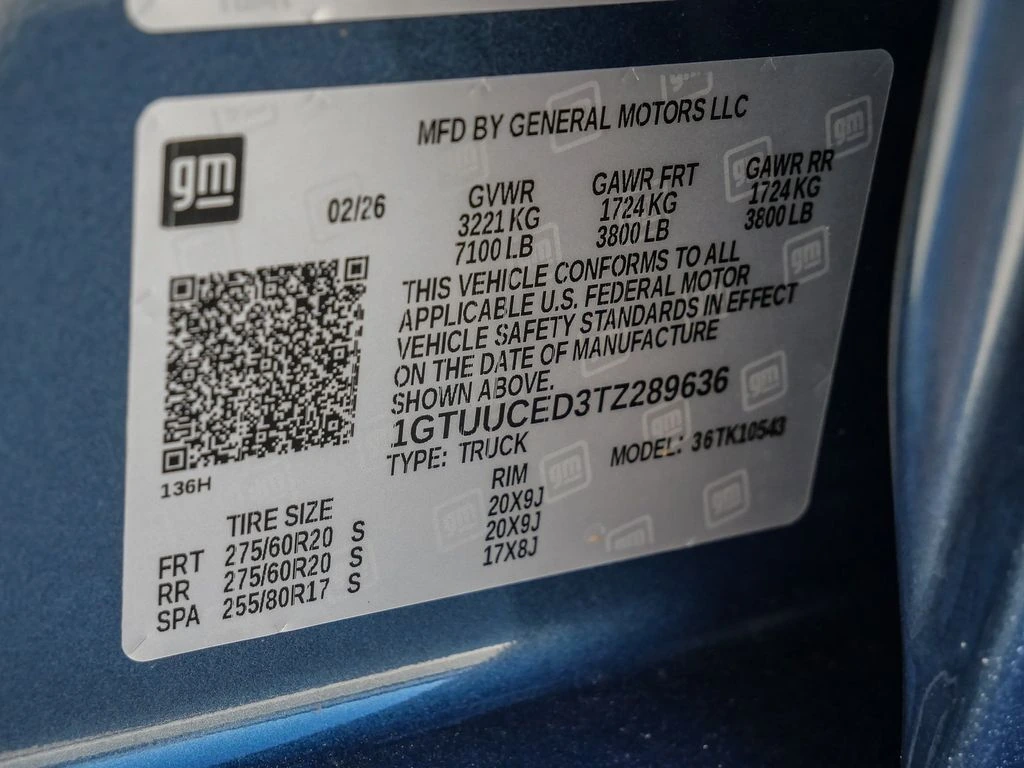 MFD BY GENERAL MOTORS LLC
gm
02/26
GVWR
3221 KG
7100 LB
GAWR FRT
1724 KG
3800 LB
GAWR RR
1724 KG
3800 LB
THIS VEHICLE CONFORMS TO ALL
APPLICABLE U.S. FEDERAL MOTOR
VEHICLE SAFETY STANDARDS IN EFFECT
ON THE DATE OF MANUFACTURE
SHOWN ABOVE.
1GTUUCED3TZ289636
TYPE: TRUCK
MODEL: 36TK10543
136H
TIRE SIZE
RIM
FRT 275/60R20 S 20X9J
RR 275/60R20 S 20X9J
SPA 255/80R17 S 17X8J